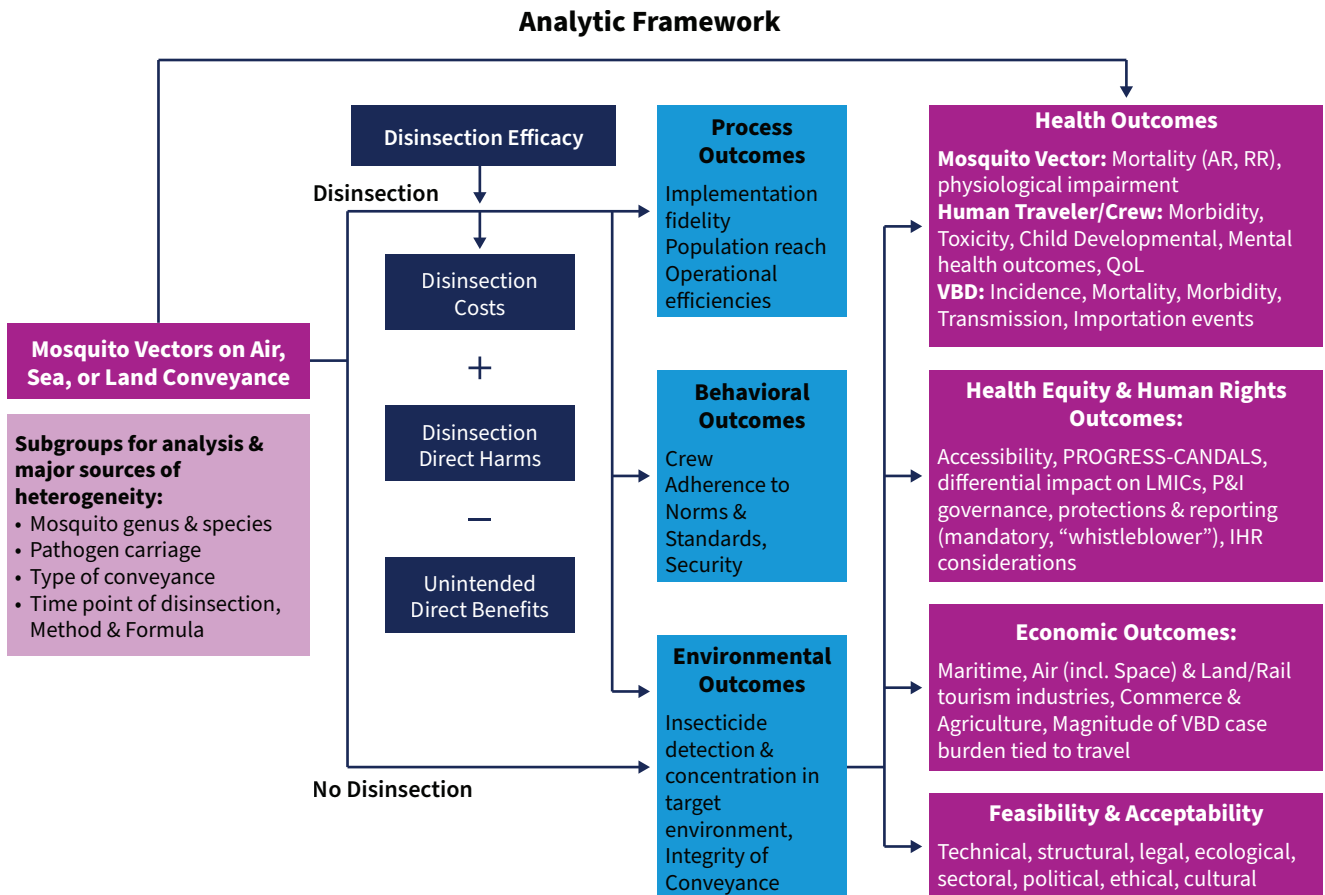 Analytic Framework
Disinsection Efficacy
Disinsection
Disinsection
Costs
+
Disinsection
Direct Harms
–
Unintended
Direct Benefits
No Disinsection
Mosquito Vectors on Air,
Sea, or Land Conveyance
Subgroups for analysis &
major sources of
heterogeneity:
• Mosquito genus & species
• Pathogen carriage
• Type of conveyance
• Time point of disinsection,
Method & Formula
Process
Outcomes
Implementation
fidelity
Population reach
Operational
efficiencies
Behavioral
Outcomes
Crew
Adherence to
Norms &
Standards,
Security
Environmental
Outcomes
Insecticide
detection &
concentration in
target
environment,
Integrity of
Conveyance
Health Outcomes
Mosquito Vector: Mortality (AR, RR),
physiological impairment
Human Traveler/Crew: Morbidity,
Toxicity, Child Developmental, Mental
health outcomes, QoL
VBD: Incidence, Mortality, Morbidity,
Transmission, Importation events
Health Equity & Human Rights
Outcomes:
Accessibility, PROGRESS-CANDALS,
differential impact on LMICs, P&I
governance, protections & reporting
(mandatory, “whistleblower”), IHR
considerations
Economic Outcomes:
Maritime, Air (incl. Space) & Land/Rail
tourism industries, Commerce &
Agriculture, Magnitude of VBD case
burden tied to travel
Feasibility & Acceptability
Technical, structural, legal, ecological,
sectoral, political, ethical, cultural